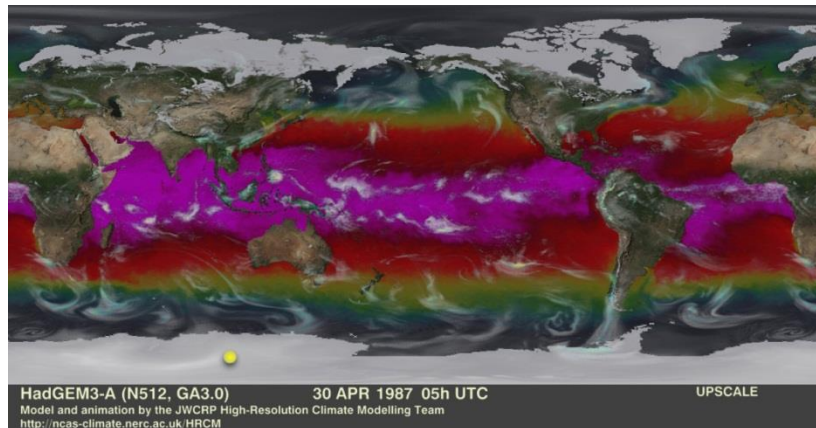 HadGEM3-A (N512, GA3.0) 30 APR 1987 05h UTC UPSCALE
Model and animation by the JWCRP High-Resolution Climate Modelling Team
http://ncas-climate.nerc.ac.uk/HRCM